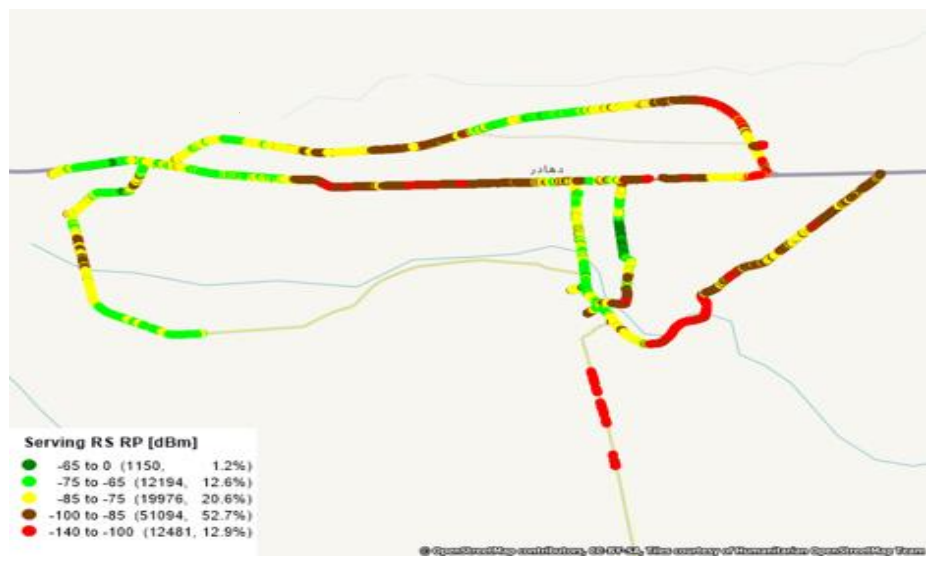 دهادر
Serving RS RP [dBm]
-65 to 0 (1150, 1.2%)
-75 to -65 (12194, 12.6%)
-85 to -75 (19976, 20.6%)
-100 to -85 (51094, 52.7%)
-140 to -100 (12481, 12.9%)
© OpenStreetMap contributors, CC-BY-SA, Tiles courtesy of Humanitarian OpenStreetMap Team